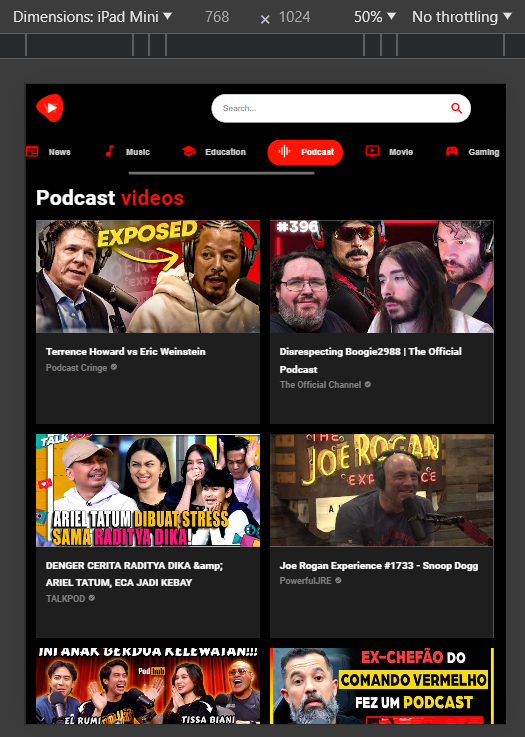 Dimensions: iPad Mini ▼ 768 × 1024 50% ▼ No throttling ▼
Search...
News Music Education Podcast Movie Gaming
Podcast videos
EXPOSED
#396
Terrence Howard vs Eric Weinstein
Podcast Cringe
Disrespecting Boogie2988 | The Official
Podcast
The Official Channel
TALKPOD
ARIEL TATUM DIBUAT STRESS
SAMA RADITYA DIKA!
THE
JOE ROGAN
EXPERIENCE
DENGER CERITA RADITYA DIKA &amp;
ARIEL TATUM, ECA JADI KEBAY
TALKPOD
Joe Rogan Experience #1733 - Snoop Dogg
PowerfulJRE
INI ANAK BERDUA KELEWATAN!!!
Pod hub
EL RUMI
TISSA BIANI
EX-CHEFÃO DO
COMANDO VERMELHO
FEZ UM PODCAST